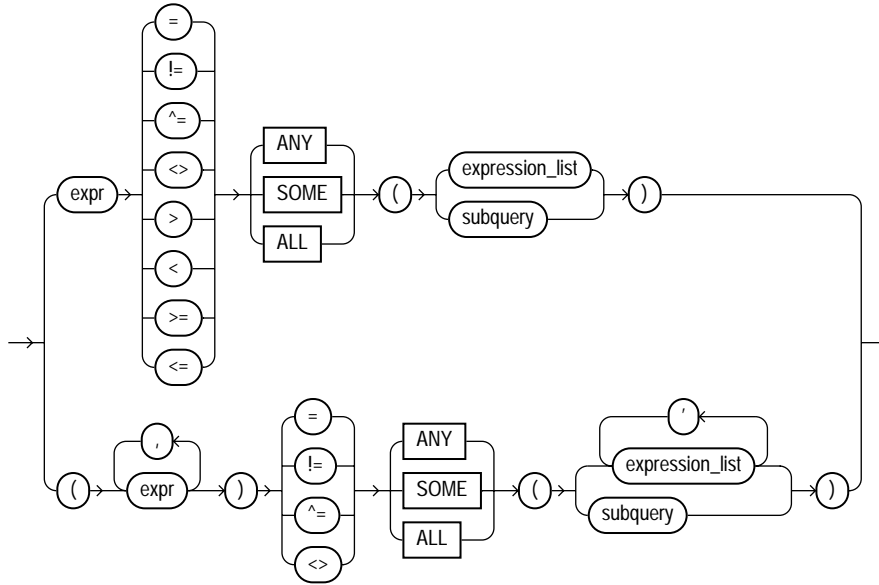 =
!=
^=
<>
>
<
>=
<=
expr
ANY
SOME
ALL
(
expression_list
subquery
)
(
,
expr
)
=
!=
^=
<>
ANY
SOME
ALL
(
,
expression_list
subquery
)